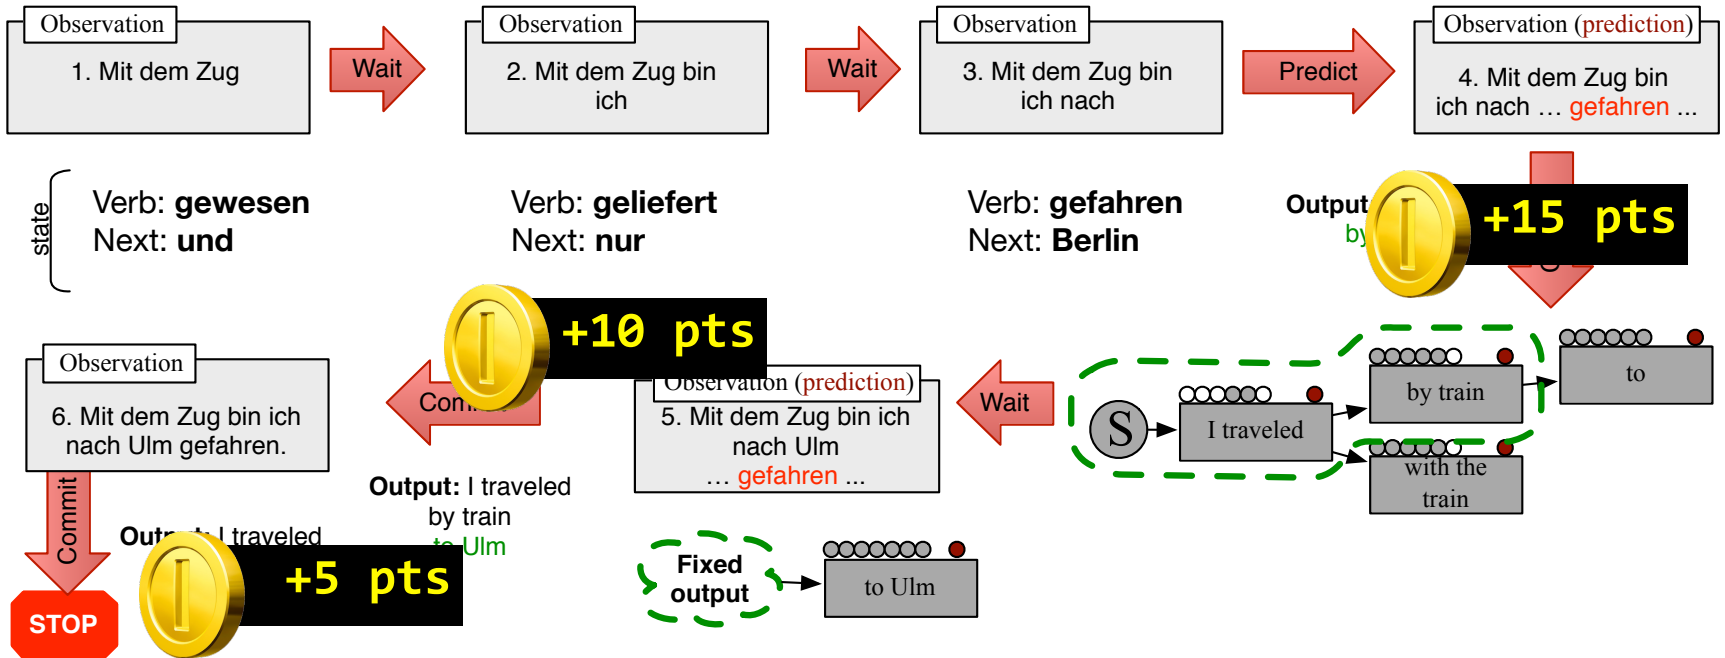 Observation
1. Mit dem Zug
Wait
Observation
2. Mit dem Zug bin
ich
Wait
Observation
3. Mit dem Zug bin
ich nach
Predict
Observation (prediction)
4. Mit dem Zug bin
ich nach … gefahren ...
state
Verb: gewesen
Next: und
Verb: geliefert
Next: nur
Verb: gefahren
Next: Berlin
Output
by
+15 pts
S
I traveled
by train
to
with the
train
Wait
Observation (prediction)
5. Mit dem Zug bin ich
nach Ulm
… gefahren ...
Fixed
output
to Ulm
+10 pts
Output: I traveled
by train
to Ulm
Observation
6. Mit dem Zug bin ich
nach Ulm gefahren.
Commit
Output: I traveled
+5 pts
STOP